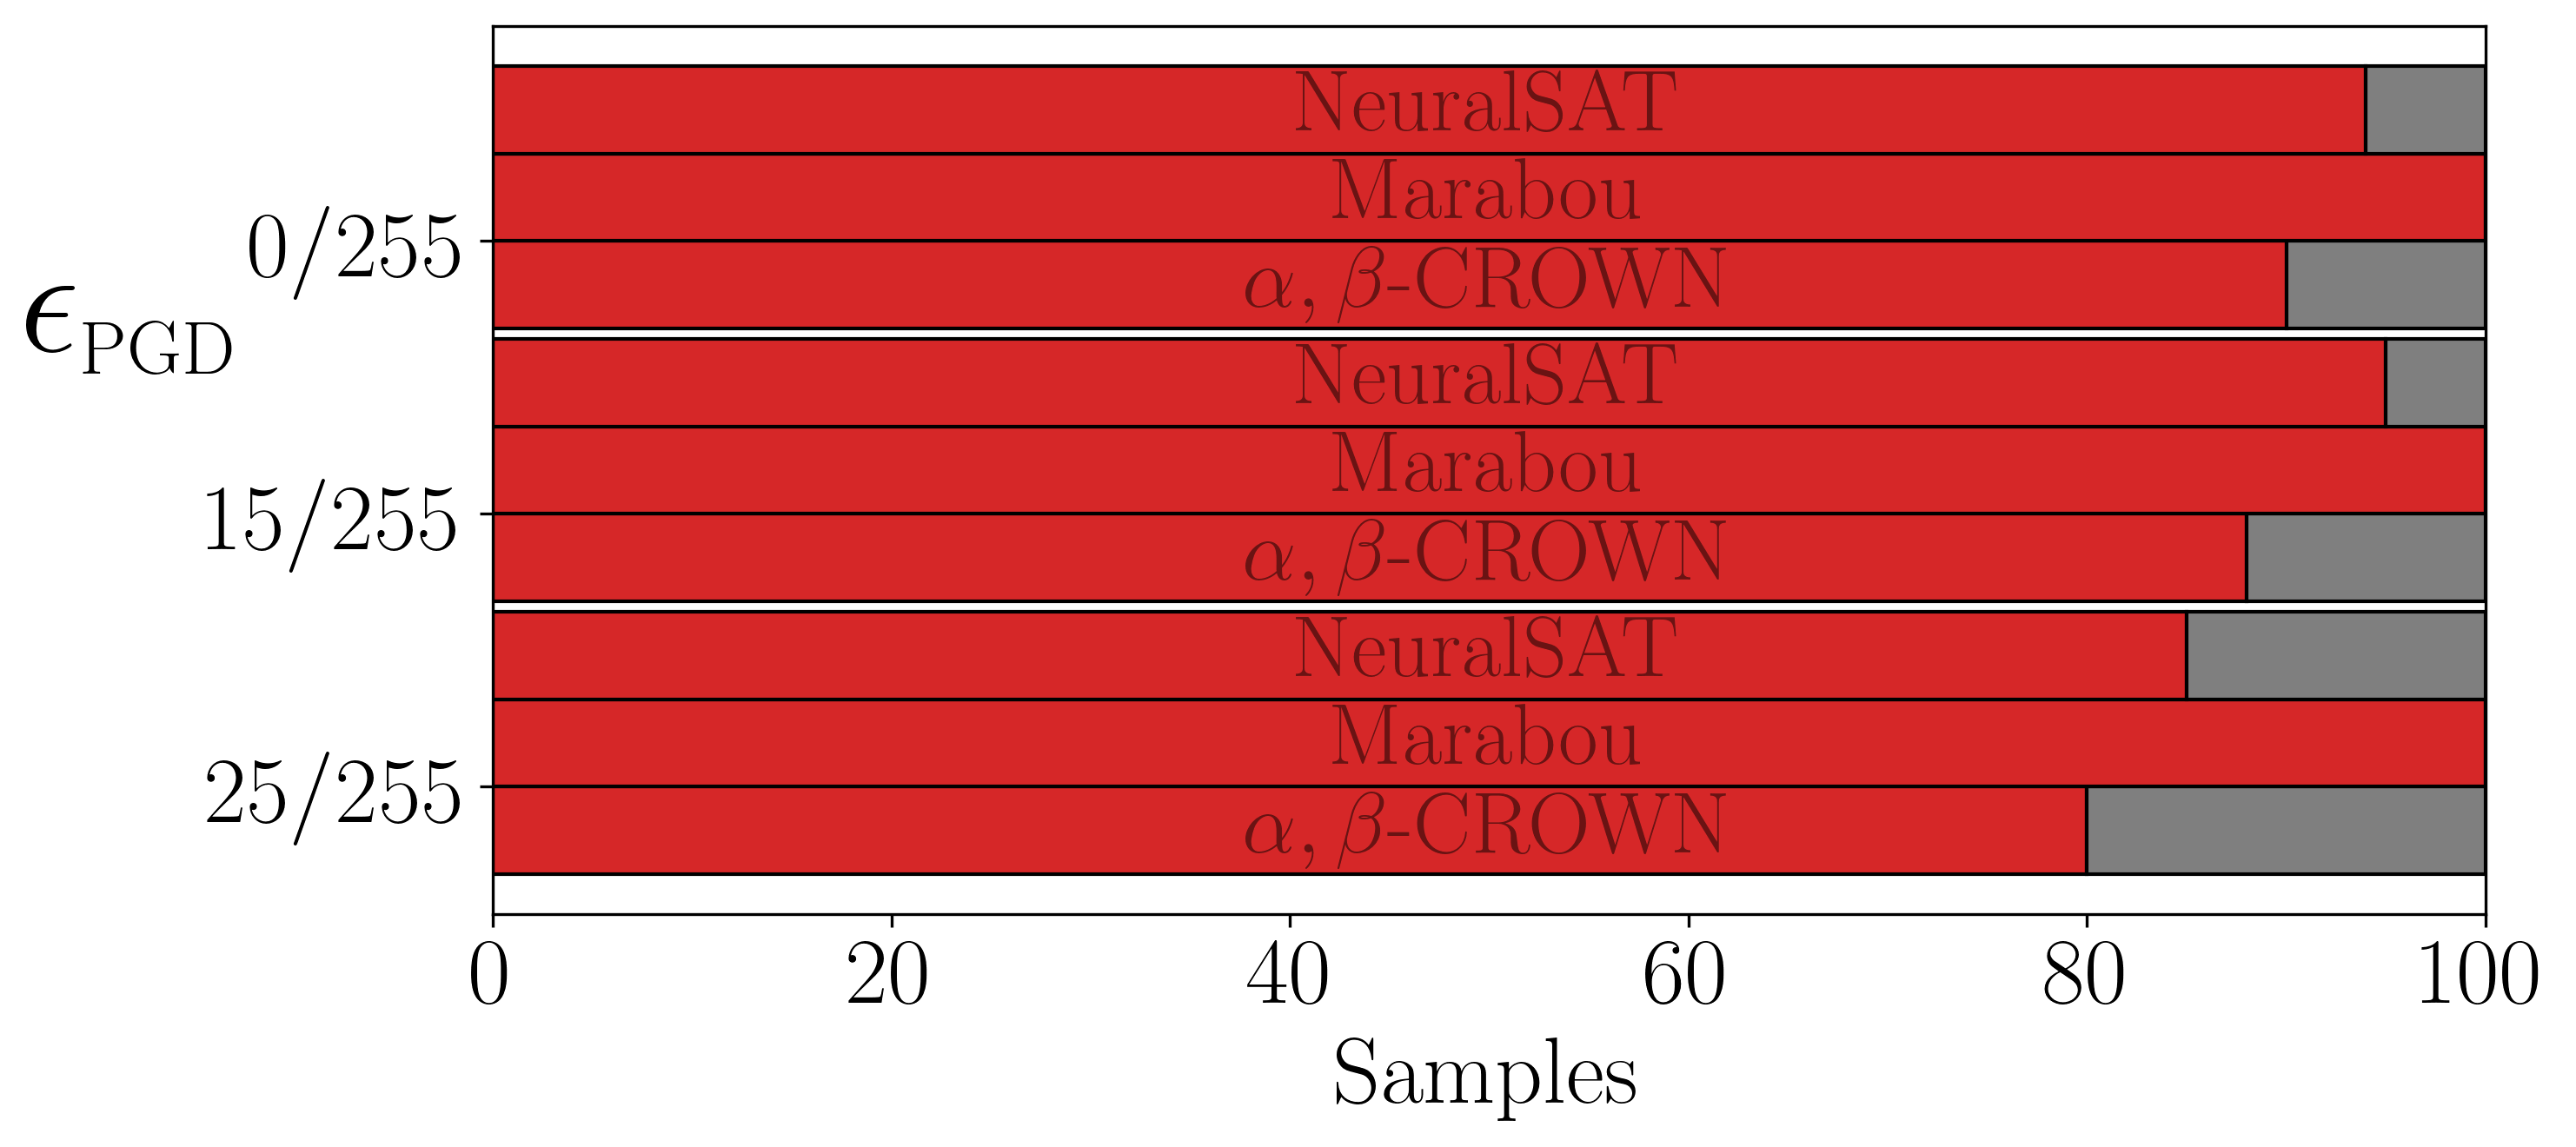 NeuralSAT
Marabou
0/255
α, β-CROWN
ϵPGD
NeuralSAT
Marabou
15/255
α, β-CROWN
NeuralSAT
Marabou
25/255
α, β-CROWN
0 20 40 60 80 100
Samples